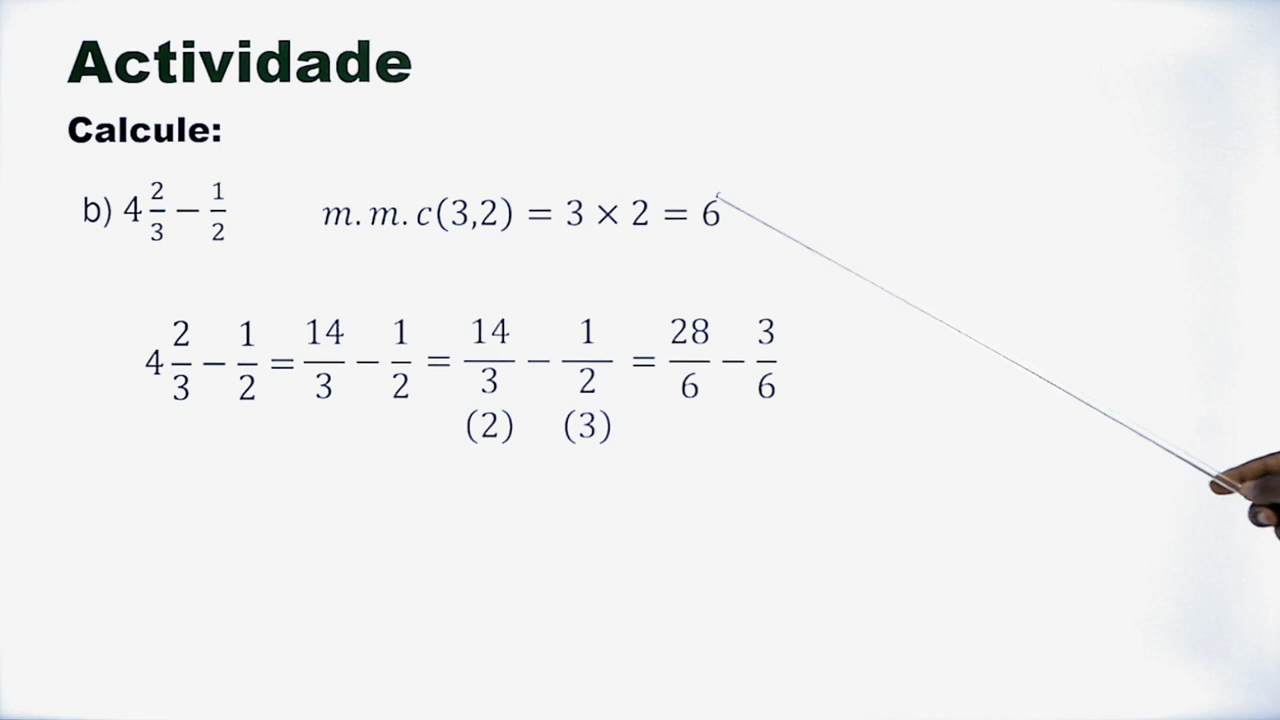 Actividade
Calcule:
b) 4 2/3 − 1/2
m.m.c(3,2) = 3 × 2 = 6
4 2/3 − 1/2 = 14/3 − 1/2 = 14/3 (2) − 1/2 (3) = 28/6 − 3/6